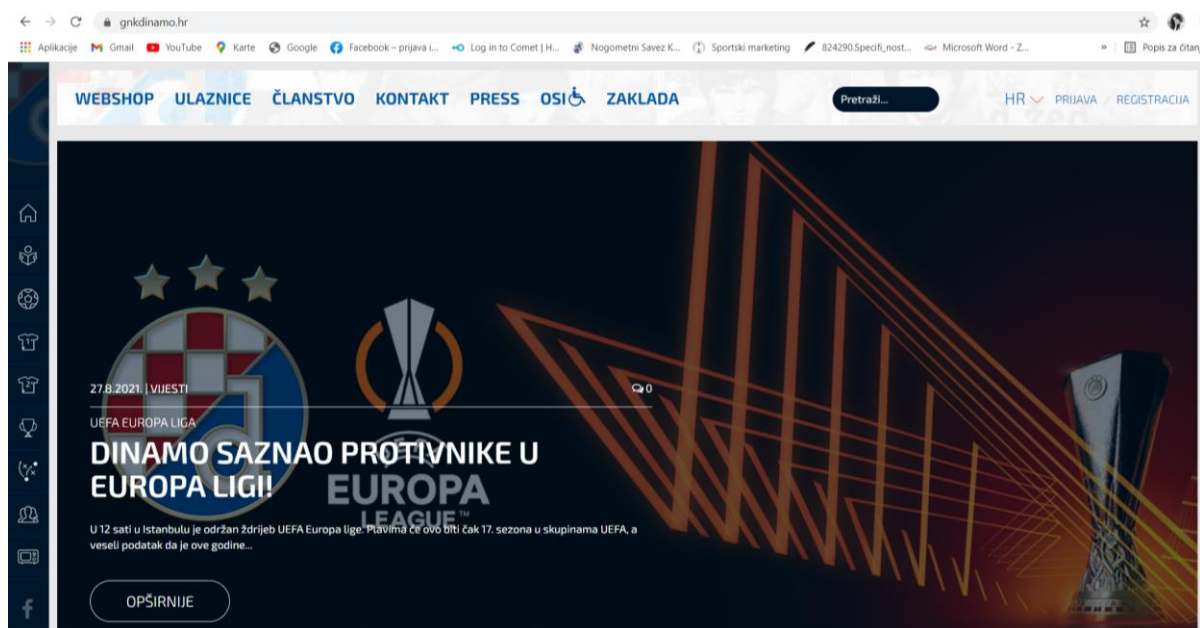 gnkdinamo.hr
Aplikacije Gmail YouTube Karte Google Facebook – prijava i... Log in to Comet | H... Nogometni Savez K... Sportski marketing 824290.Specifi_nost... Microsoft Word - Z... » Popis za čitanj
WEBSHOP ULAZNICE ČLANSTVO KONTAKT PRESS OSI ZAKLADA Pretraži... HR PRIJAVA / REGISTRACIJA
27.8.2021. | VIJESTI 0
UEFA EUROPA LIGA
DINAMO SAZNAO PROTIVNIKE U
EUROPA LIGI!
UEFA
EUROPA
LEAGUE™
U 12 sati u Istanbulu je održan ždrijeb UEFA Europa lige. Plavima će ovo biti čak 17. sezona u skupinama UEFA, a
veseli podatak da je ove godine...
OPŠIRNIJE